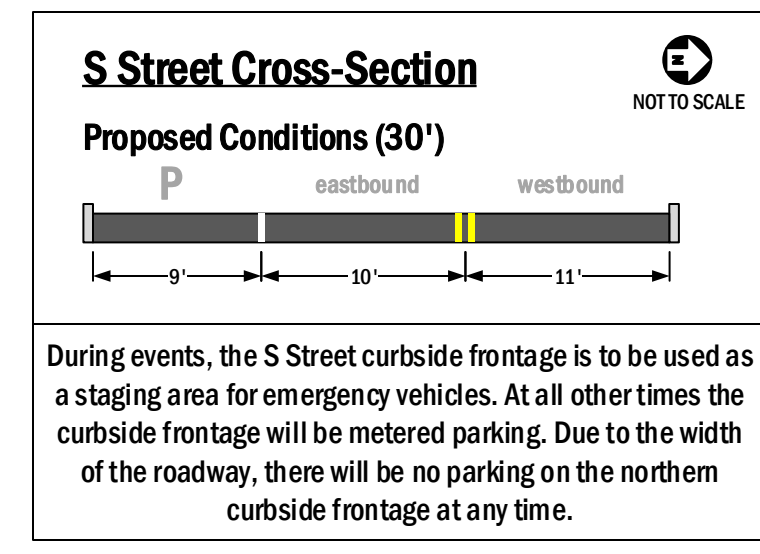 S Street Cross-Section
N
NOT TO SCALE
Proposed Conditions (30')
P eastbound westbound
9' 10' 11'
During events, the S Street curbside frontage is to be used as
a staging area for emergency vehicles. At all other times the
curbside frontage will be metered parking. Due to the width
of the roadway, there will be no parking on the northern
curbside frontage at any time.